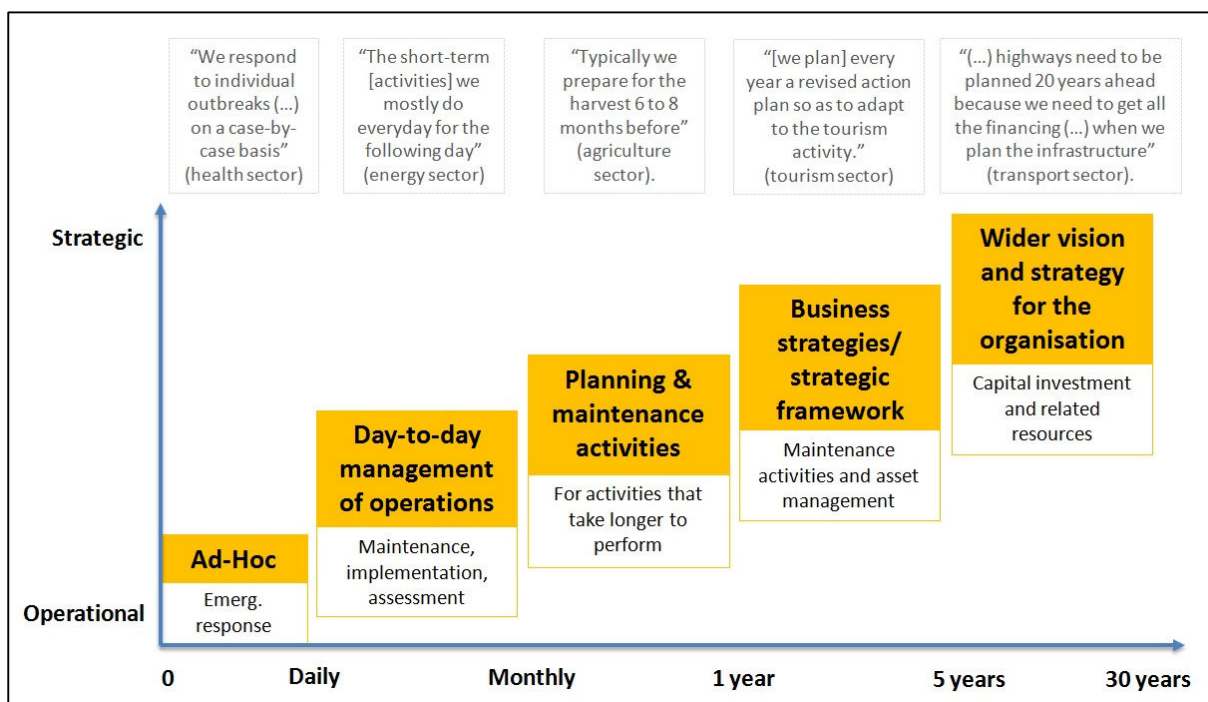 “We respond
to individual
outbreaks (...)
on a case-by-
case basis”
(health sector)
“The short-term
[activities] we
mostly do
everyday for the
following day”
(energy sector)
“Typically we
prepare for the
harvest 6 to 8
months before”
(agriculture
sector).
“[we plan] every
year a revised action
plan so as to adapt
to the tourism
activity.”
(tourism sector)
“(...) highways need to be
planned 20 years ahead
because we need to get all
the financing (...) when we
plan the infrastructure”
(transport sector).
Strategic
Operational
Ad-Hoc
Emerg.
response
Day-to-day
management
of operations
Maintenance,
implementation,
assessment
Planning &
maintenance
activities
For activities that
take longer to
perform
Business
strategies/
strategic
framework
Maintenance
activities and asset
management
Wider vision
and strategy
for the
organisation
Capital investment
and related
resources
0
Daily
Monthly
1 year
5 years
30 years